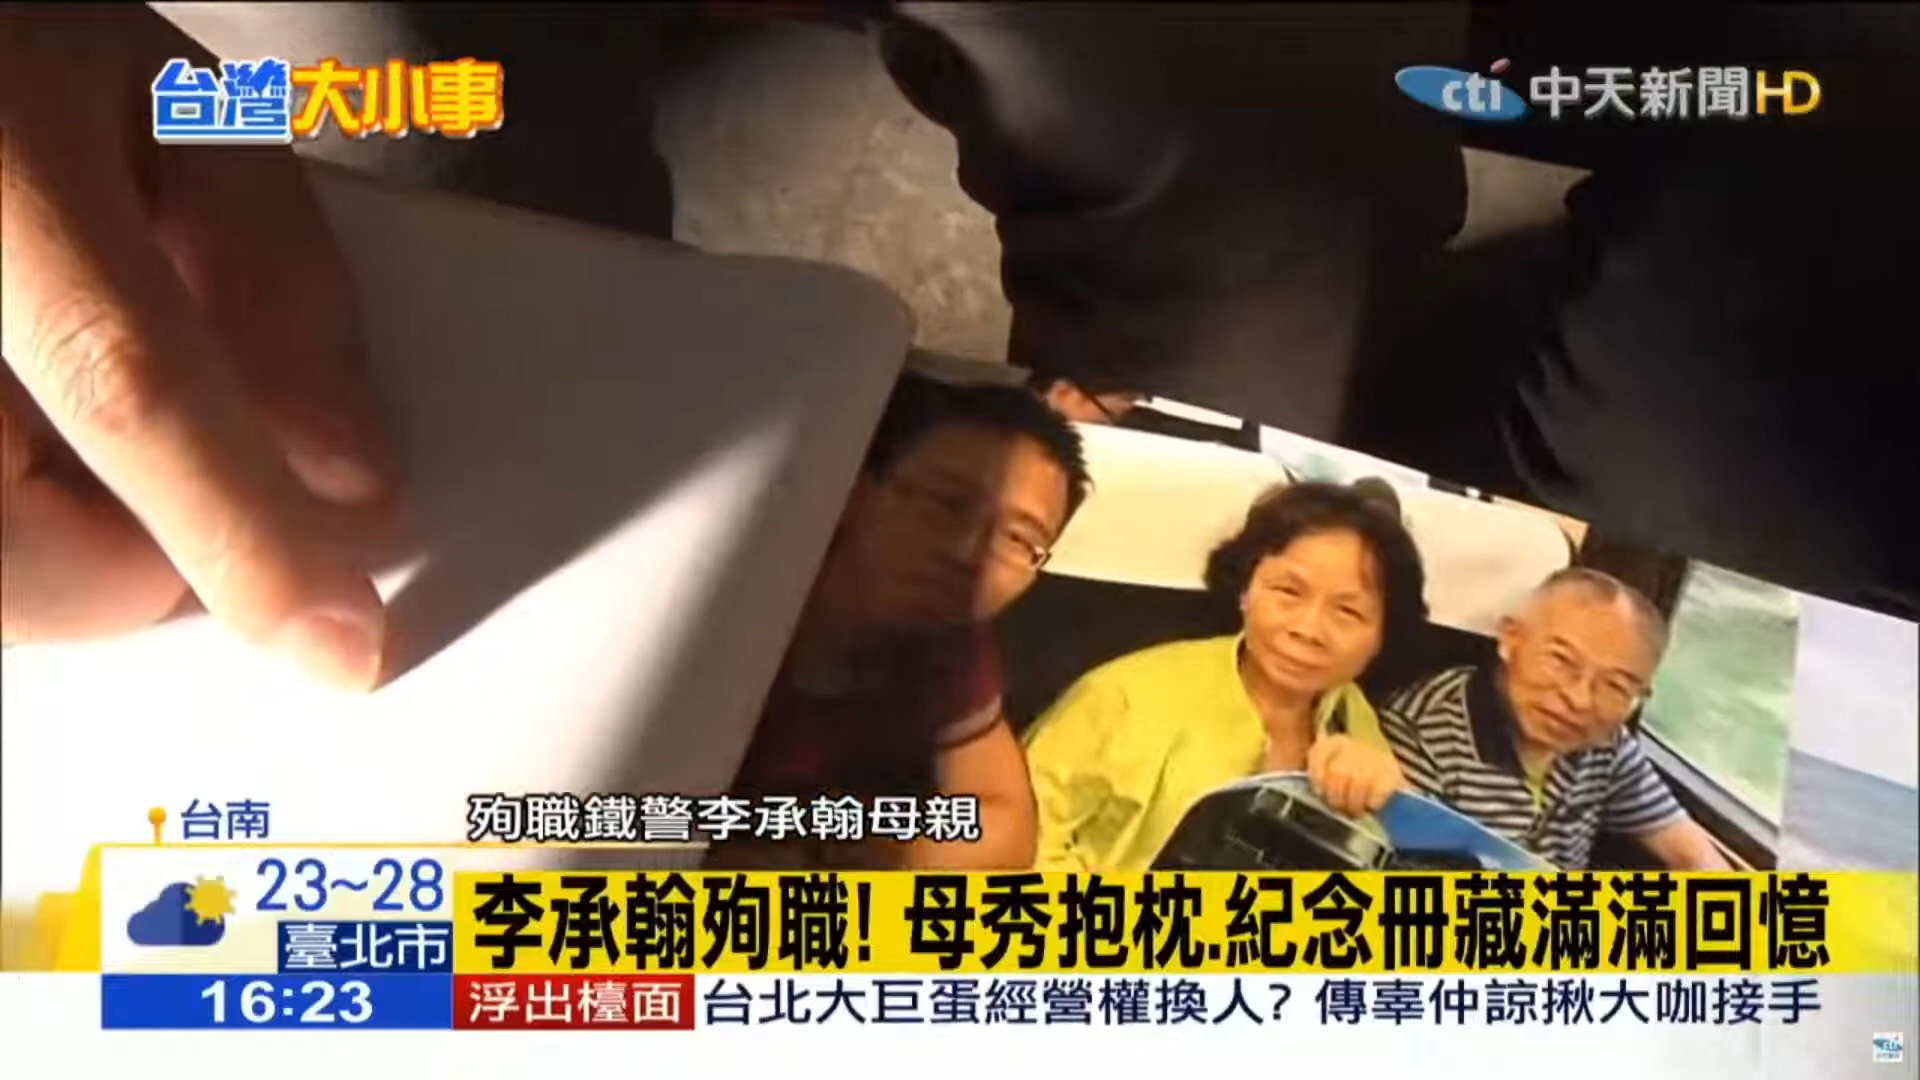 台灣大小事
cti 中天新聞HD
台南
殉職鐵警李承翰母親
23~28
臺北市
李承翰殉職! 母秀抱枕.紀念冊藏滿滿回憶
16:23
浮出檯面 台北大巨蛋經營權換人? 傳辜仲諒揪大咖接手
cti